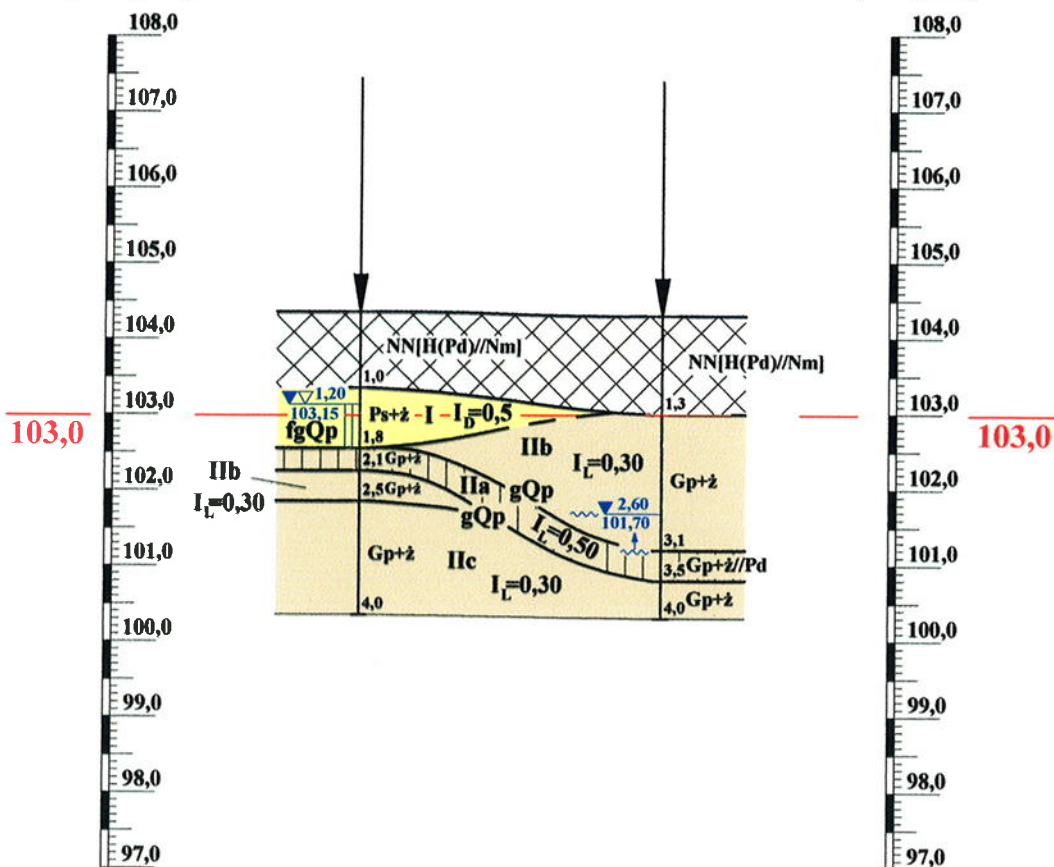 108,0
107,0
106,0
105,0
104,0
103,0
102,0
101,0
100,0
99,0
98,0
97,0
103,0
NN[H(Pd)//Nm]
NN[H(Pd)//Nm]
1,0
1,20
103,15
fgQp
Ps+ż
I
I_D=0,5
1,8
1,3
IIb
I_L=0,30
2,1 Gp+ż
IIa
gQp
Gp+ż
IIb
I_L=0,30
2,5 Gp+ż
gQp
2,60
101,70
I_L=0,50
3,1
Gp+ż
IIc
I_L=0,30
3,5 Gp+ż//Pd
4,0
4,0 Gp+ż
108,0
107,0
106,0
105,0
104,0
103,0
102,0
101,0
100,0
99,0
98,0
97,0
103,0